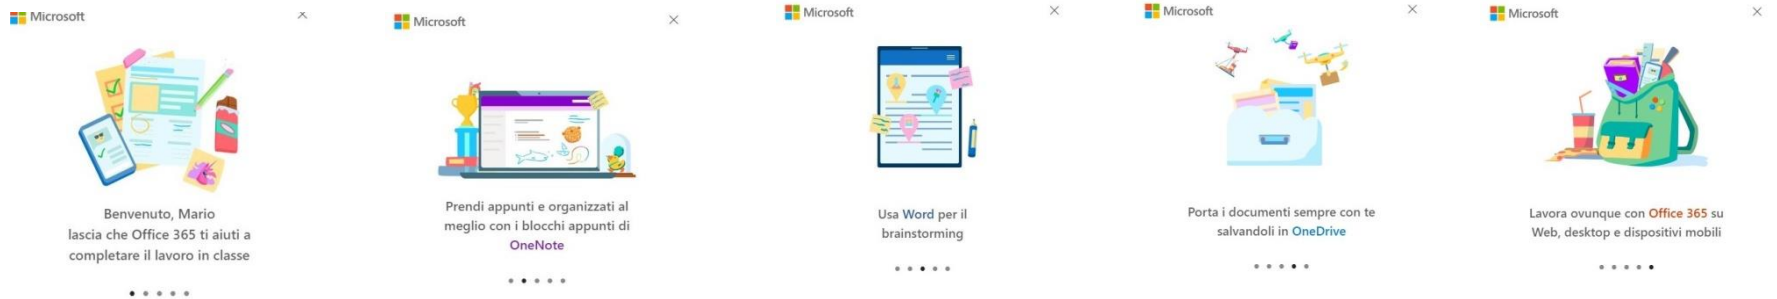 Microsoft
Benvenuto, Mario
lascia che Office 365 ti aiuti a
completare il lavoro in classe
Microsoft
Prendi appunti e organizzati al
meglio con i blocchi appunti di
OneNote
Microsoft
Usa Word per il
brainstorming
Microsoft
Porta i documenti sempre con te
salvandoli in OneDrive
Microsoft
Lavora ovunque con Office 365 su
Web, desktop e dispositivi mobili